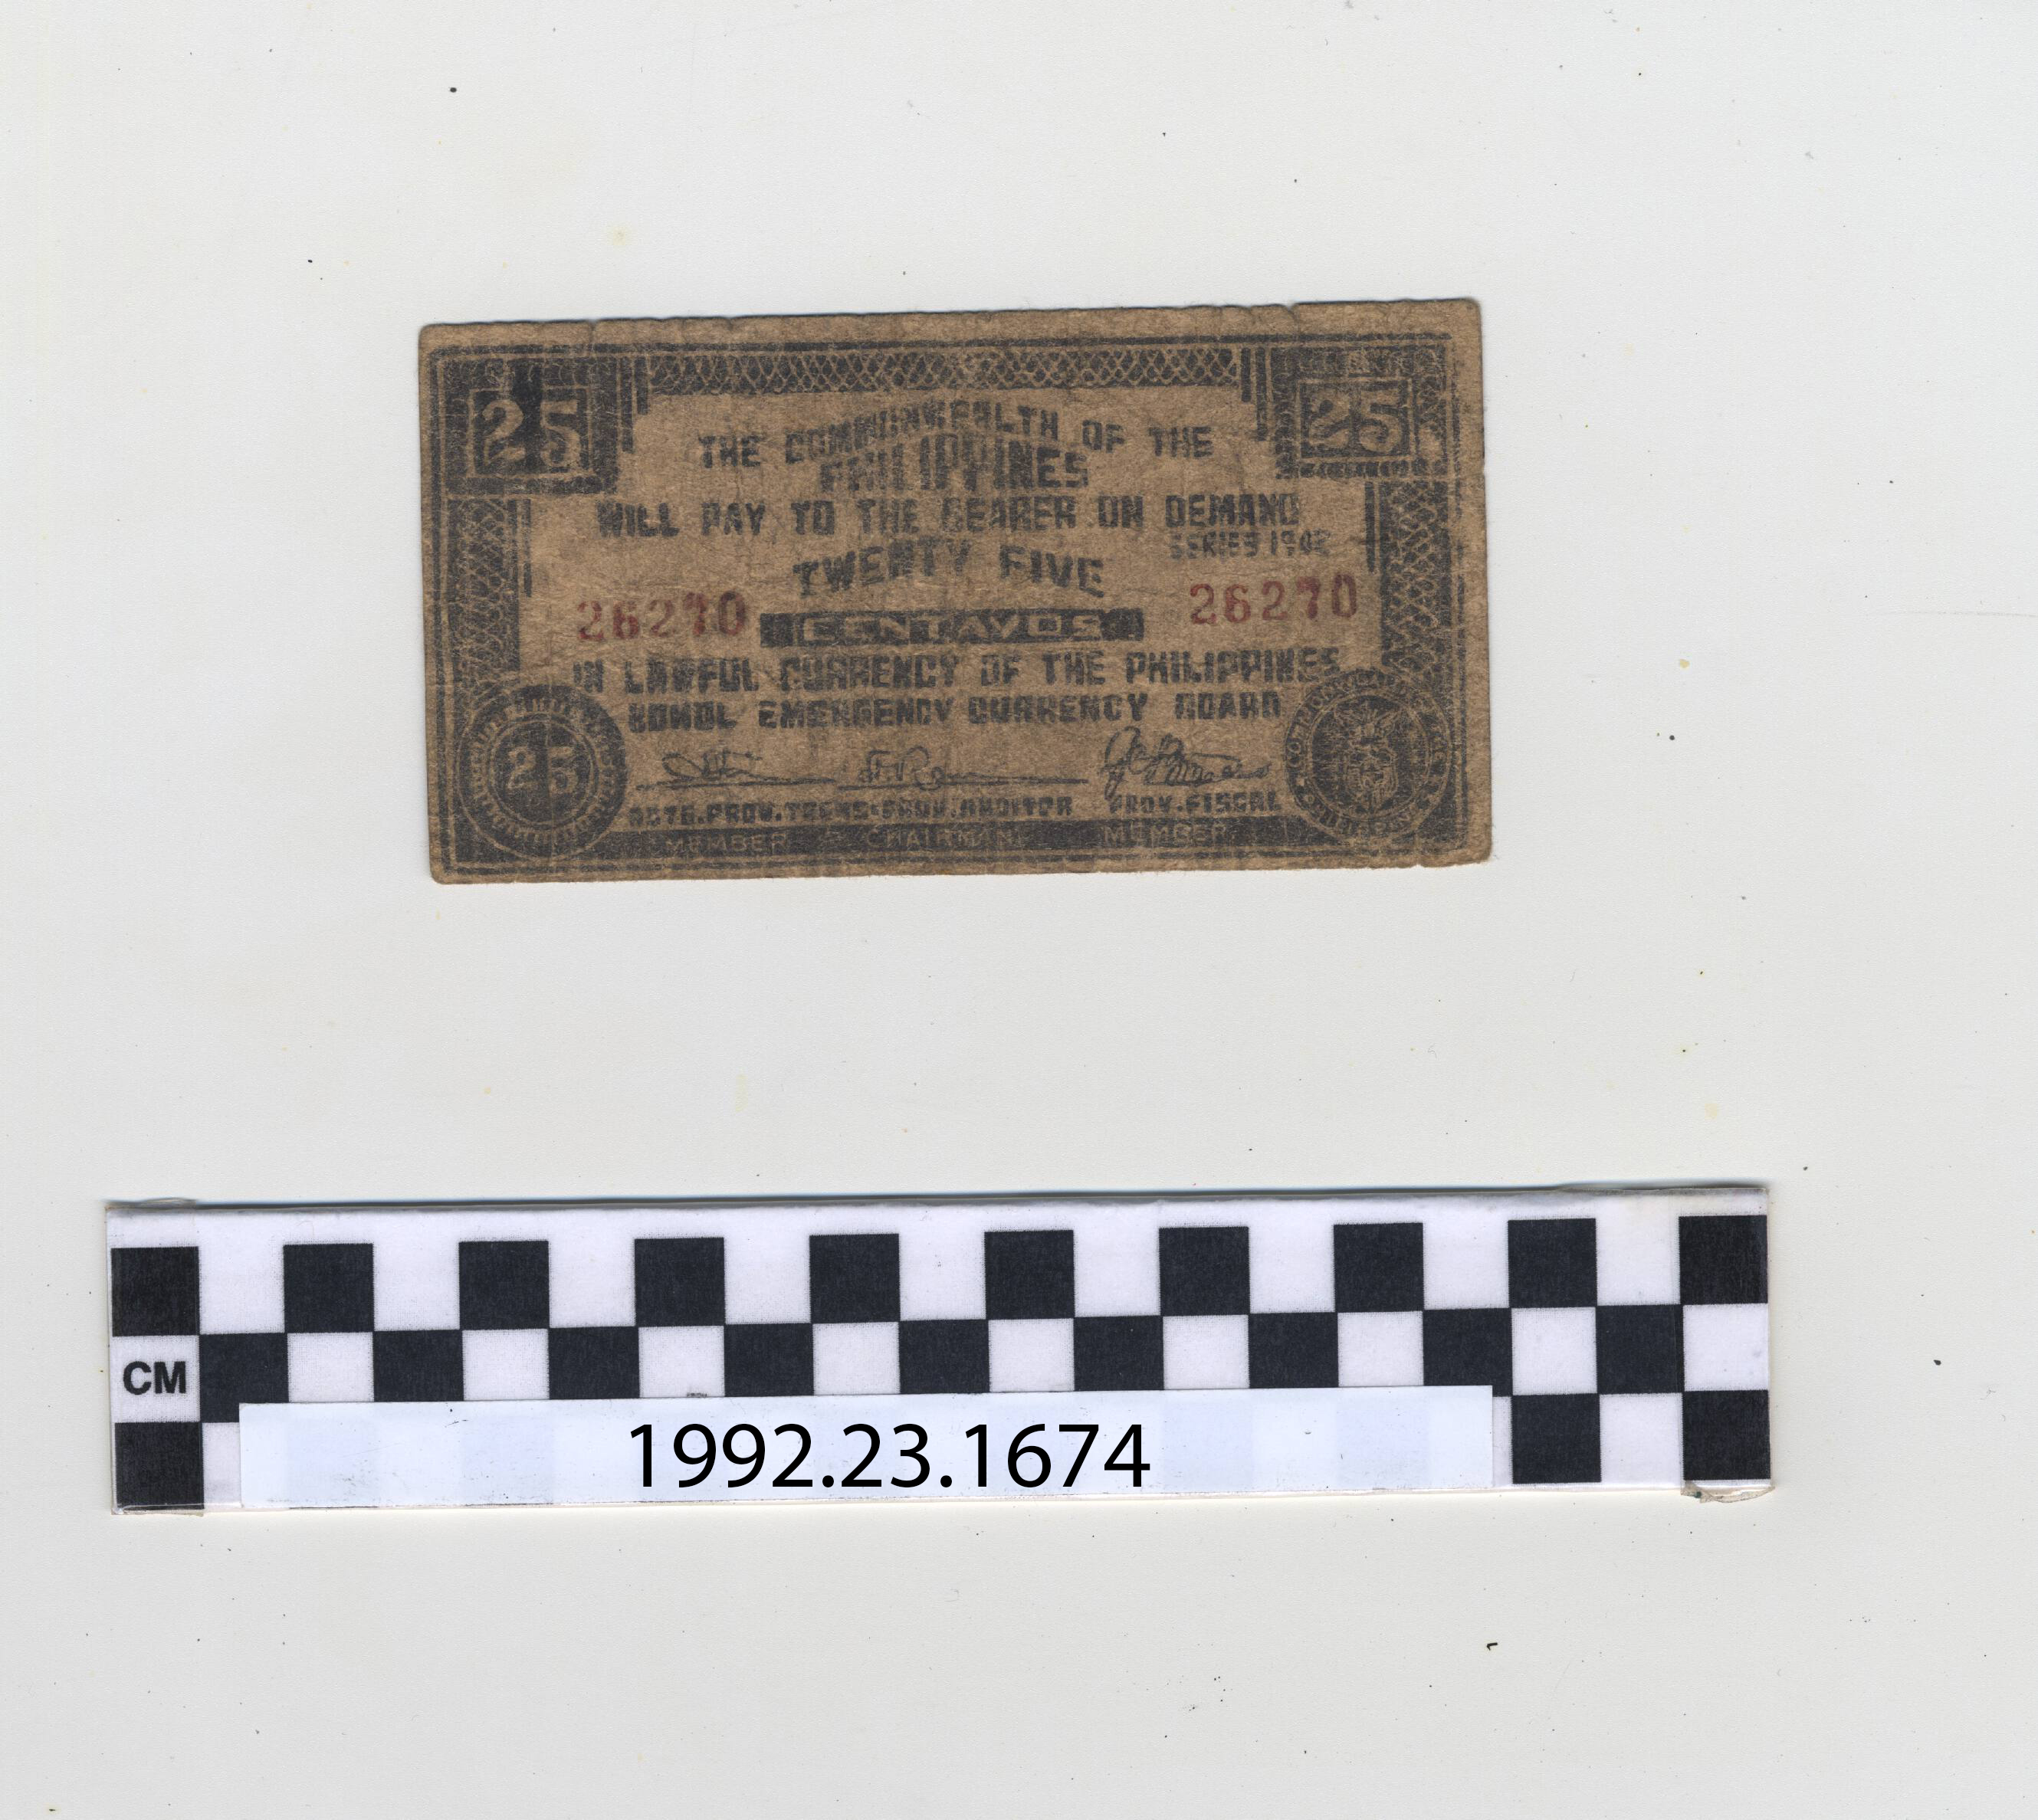 25
25
THE COMMONWEALTH OF THE
PHILIPPINES
WILL PAY TO THE BEARER ON DEMAND
SERIES 1942
TWENTY FIVE
26270
26270
CENTAVOS
IN LAWFUL CURRENCY OF THE PHILIPPINES
BOHOL EMERGENCY CURRENCY BOARD
25
PROV. AUDITOR
PROV. FISCAL
MEMBER CHAIRMAN MEMBER
CM
1992.23.1674